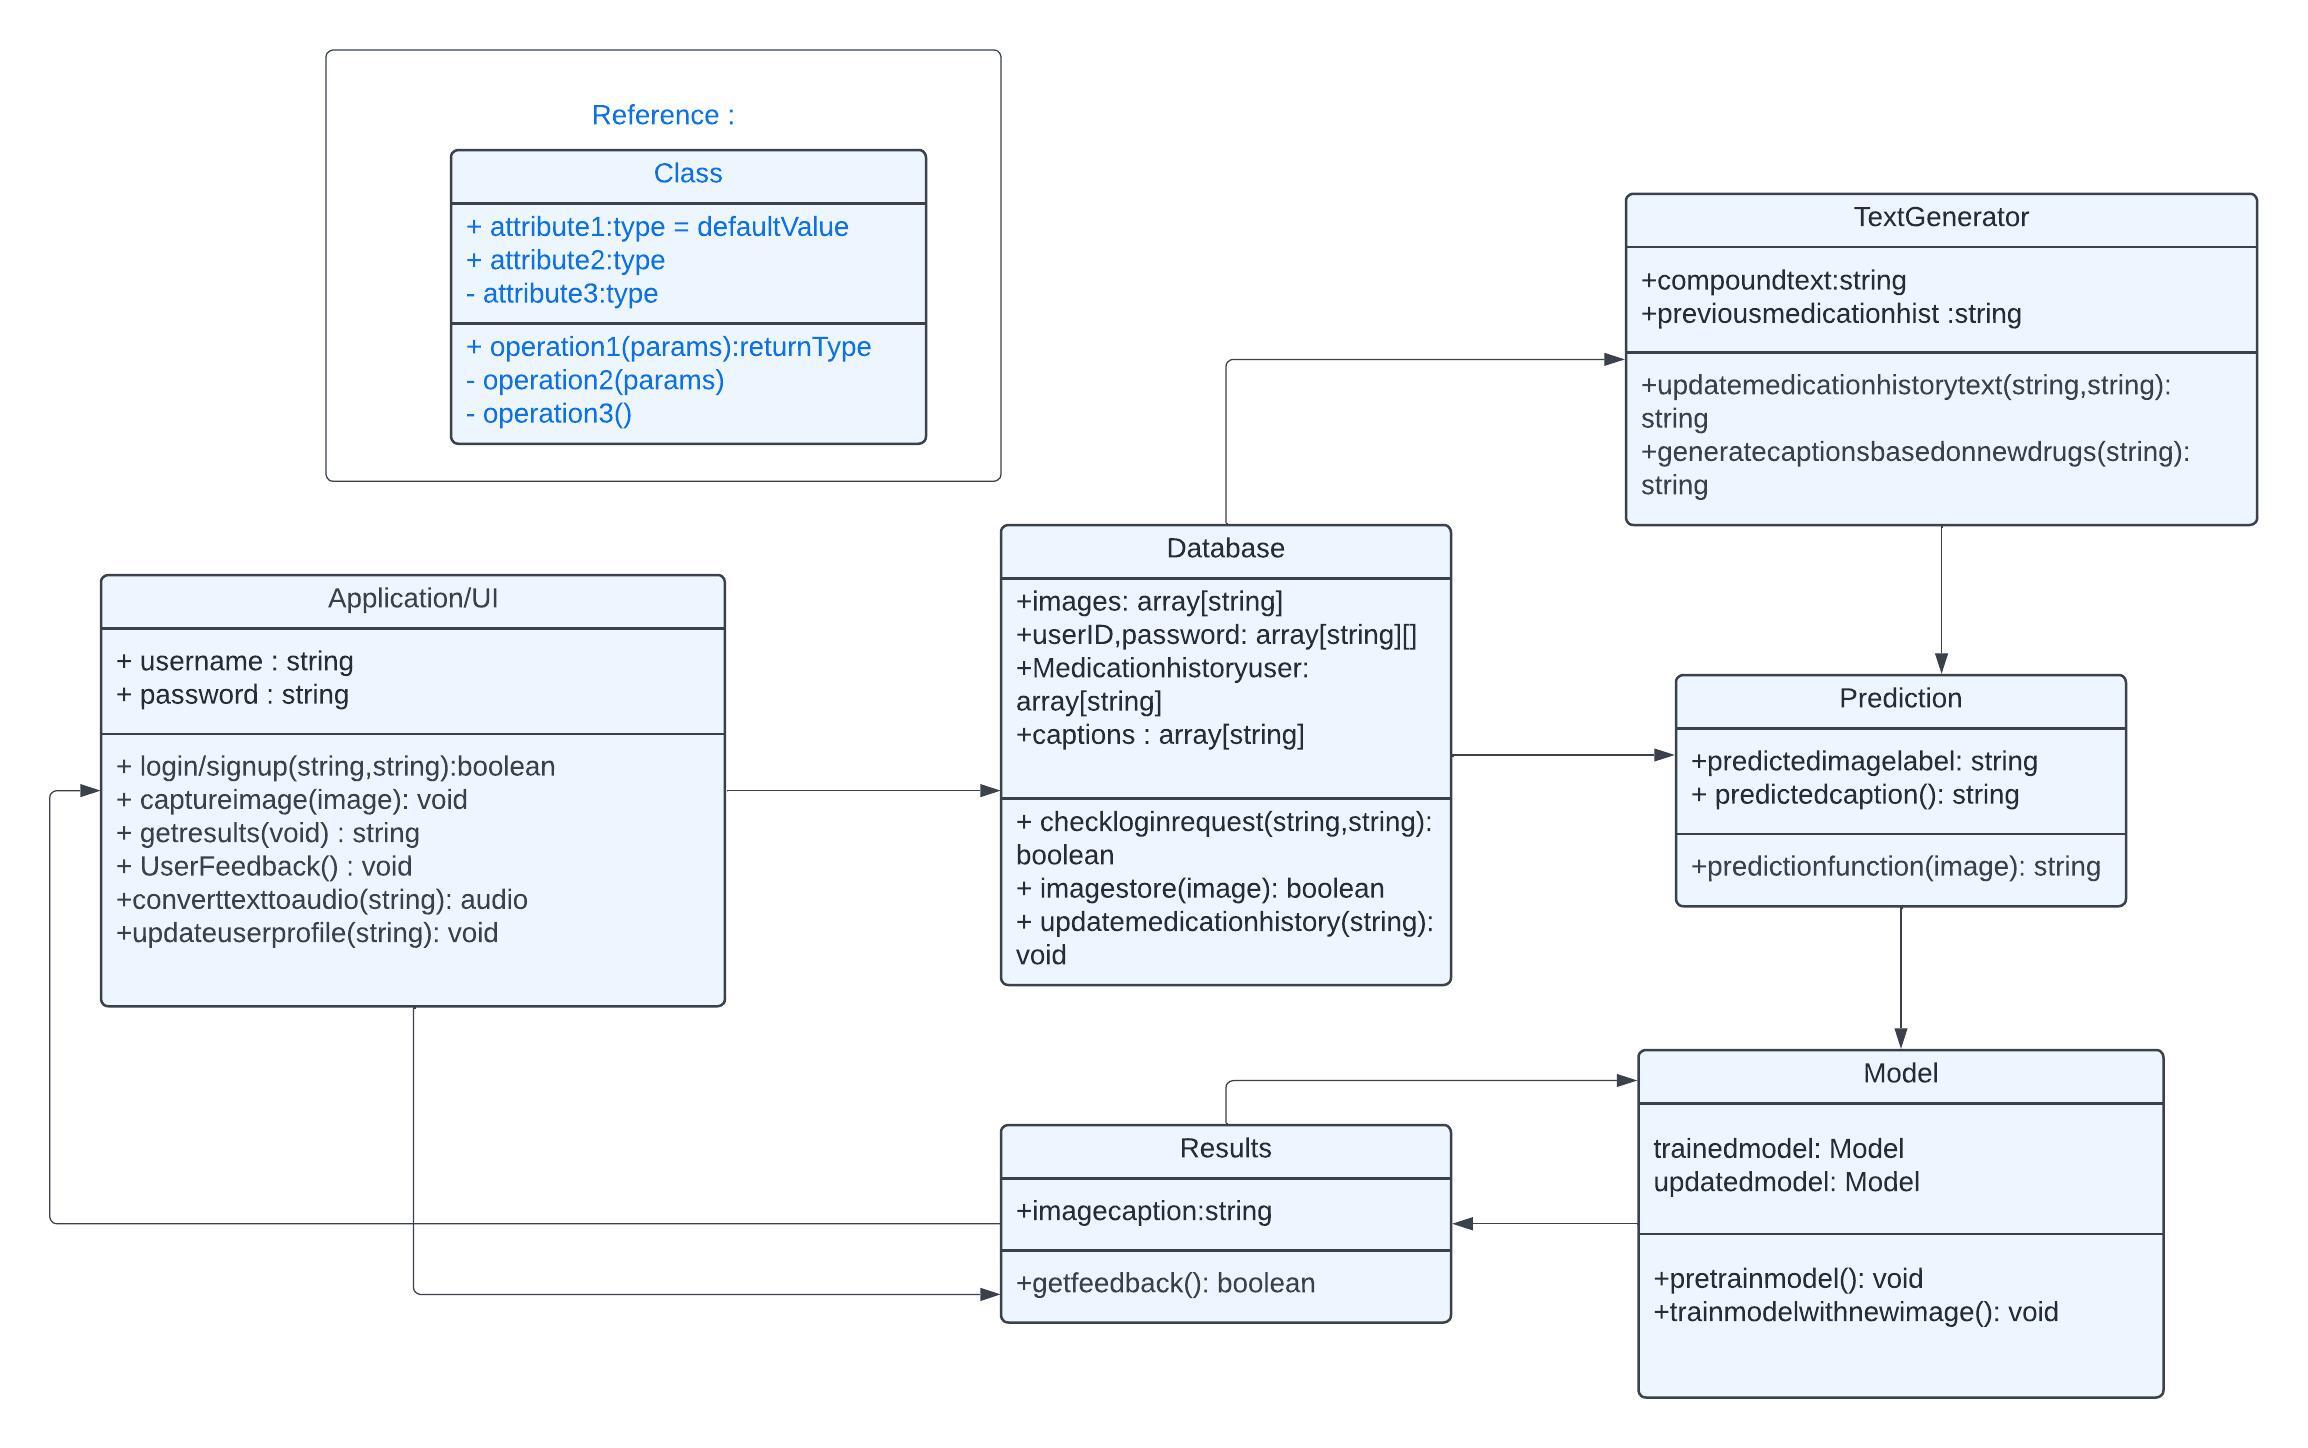 Reference :
Class
+ attribute1:type = defaultValue
+ attribute2:type
- attribute3:type
+ operation1(params):returnType
- operation2(params)
- operation3()
TextGenerator
+compoundtext:string
+previousmedicationhist :string
+updatemedicationhistorytext(string,string):
string
+generatecaptionsbasedonnewdrugs(string):
string
Application/UI
+ username : string
+ password : string
+ login/signup(string,string):boolean
+ captureimage(image): void
+ getresults(void) : string
+ UserFeedback() : void
+converttexttoaudio(string): audio
+updateuserprofile(string): void
Database
+images: array[string]
+userID,password: array[string][]
+Medicationhistoryuser:
array[string]
+captions : array[string]
+ checkloginrequest(string,string):
boolean
+ imagestore(image): boolean
+ updatemedicationhistory(string):
void
Prediction
+predictedimagelabel: string
+ predictedcaption(): string
+predictionfunction(image): string
Results
+imagecaption:string
+getfeedback(): boolean
Model
trainedmodel: Model
updatedmodel: Model
+pretrainmodel(): void
+trainmodelwithnewimage(): void